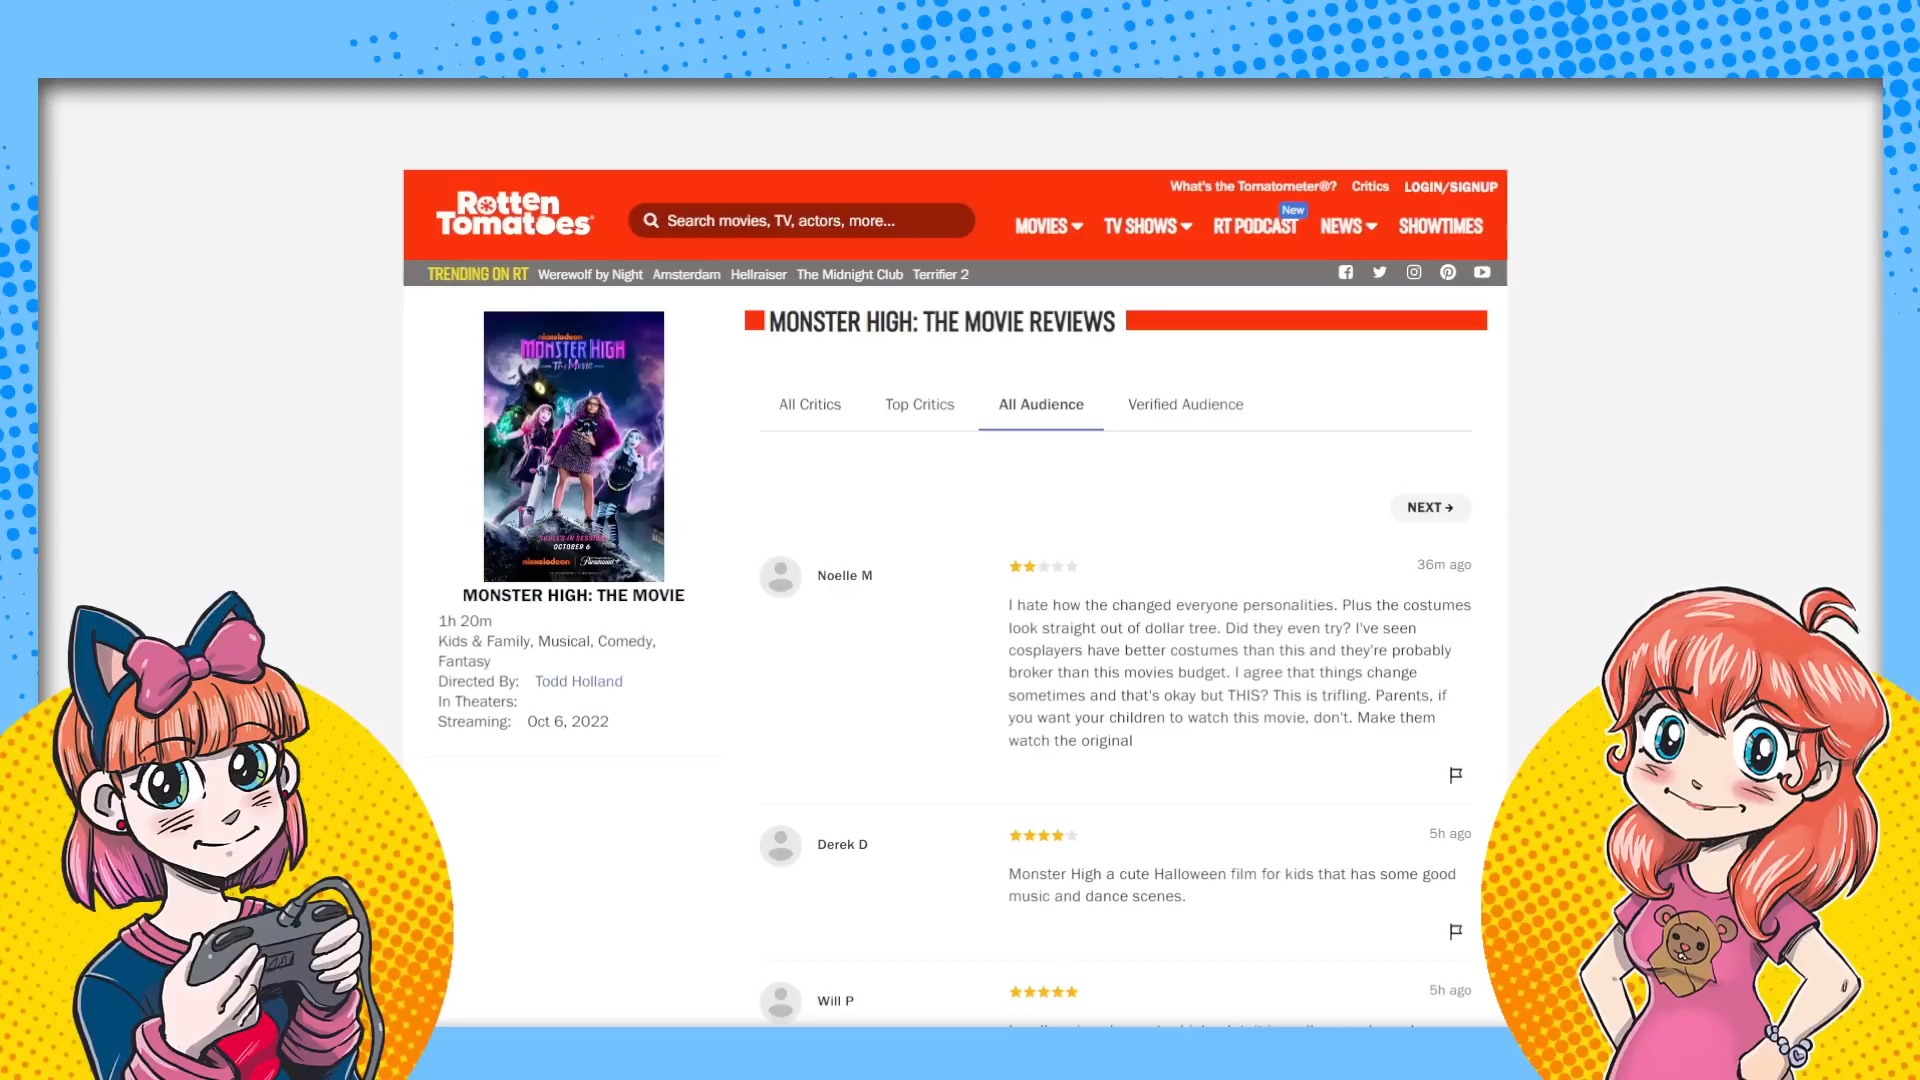 What's the Tomatometer®? Critics LOGIN/SIGNUP
Rotten
Tomatoes
Search movies, TV, actors, more...
New
MOVIES TV SHOWS RT PODCAST NEWS SHOWTIMES
TRENDING ON RT Werewolf by Night Amsterdam Hellraiser The Midnight Club Terrifier 2
nickelodeon
MONSTER HIGH
The Movie
OCTOBER 6
nickelodeon Paramount+
MONSTER HIGH: THE MOVIE
1h 20m
Kids & Family, Musical, Comedy,
Fantasy
Directed By: Todd Holland
In Theaters:
Streaming: Oct 6, 2022
MONSTER HIGH: THE MOVIE REVIEWS
All Critics Top Critics All Audience Verified Audience
NEXT
Noelle M
36m ago
I hate how the changed everyone personalities. Plus the costumes
look straight out of dollar tree. Did they even try? I've seen
cosplayers have better costumes than this and they're probably
broker than this movies budget. I agree that things change
sometimes and that's okay but THIS? This is trifling. Parents, if
you want your children to watch this movie, don't. Make them
watch the original
Derek D
5h ago
Monster High a cute Halloween film for kids that has some good
music and dance scenes.
Will P
5h ago